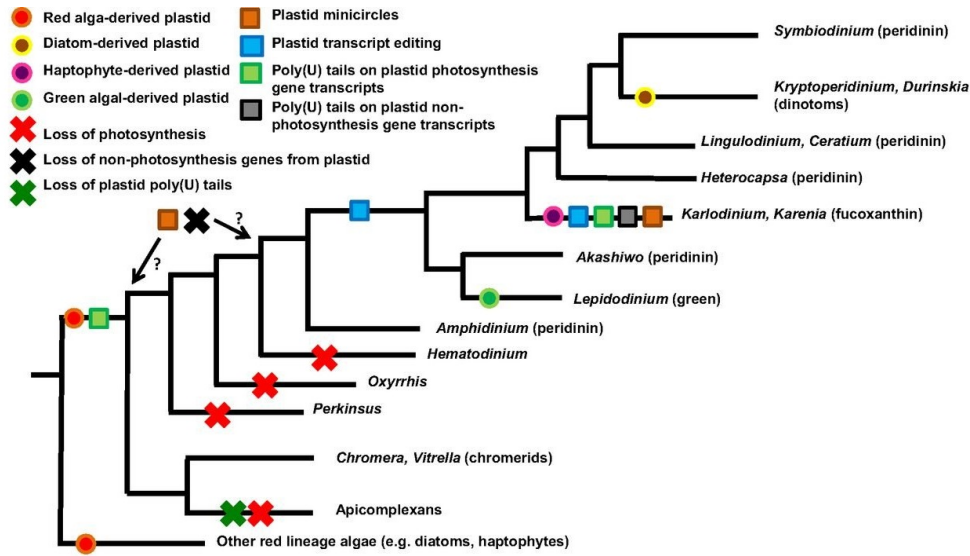 Red alga-derived plastid
Diatom-derived plastid
Haptophyte-derived plastid
Green algal-derived plastid
Loss of photosynthesis
Loss of non-photosynthesis genes from plastid
Loss of plastid poly(U) tails
Plastid minicircles
Plastid transcript editing
Poly(U) tails on plastid photosynthesis
gene transcripts
Poly(U) tails on plastid non-
photosynthesis gene transcripts
?
?
Symbiodinium (peridinin)
Kryptoperidinium, Durinskia
(dinotoms)
Lingulodinium, Ceratium (peridinin)
Heterocapsa (peridinin)
Karlodinium, Karenia (fucoxanthin)
Akashiwo (peridinin)
Lepidodinium (green)
Amphidinium (peridinin)
Hematodinium
Oxyrrhis
Perkinsus
Chromera, Vitrella (chromerids)
Apicomplexans
Other red lineage algae (e.g. diatoms, haptophytes)